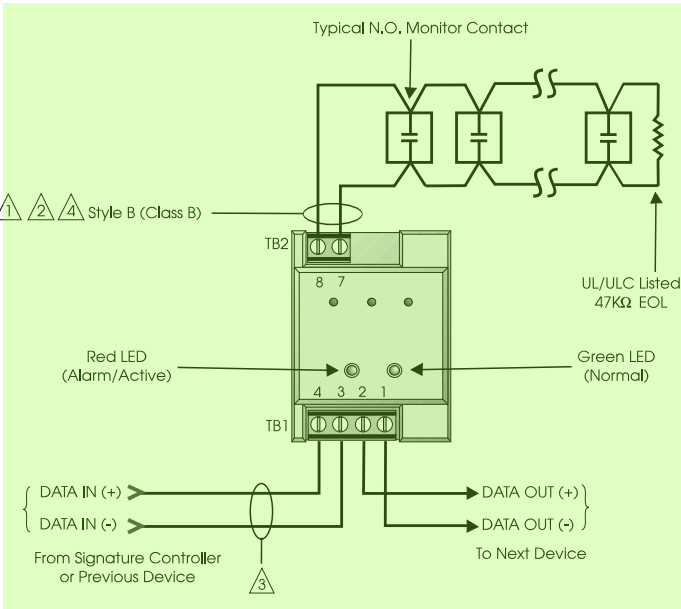 Typical N.O. Monitor Contact
1 2 4 Style B (Class B)
TB2
8 7
UL/ULC Listed
47KΩ EOL
Red LED
(Alarm/Active)
Green LED
(Normal)
4 3 2 1
TB1
DATA IN (+)
DATA OUT (+)
DATA IN (-)
DATA OUT (-)
From Signature Controller
or Previous Device
To Next Device
3